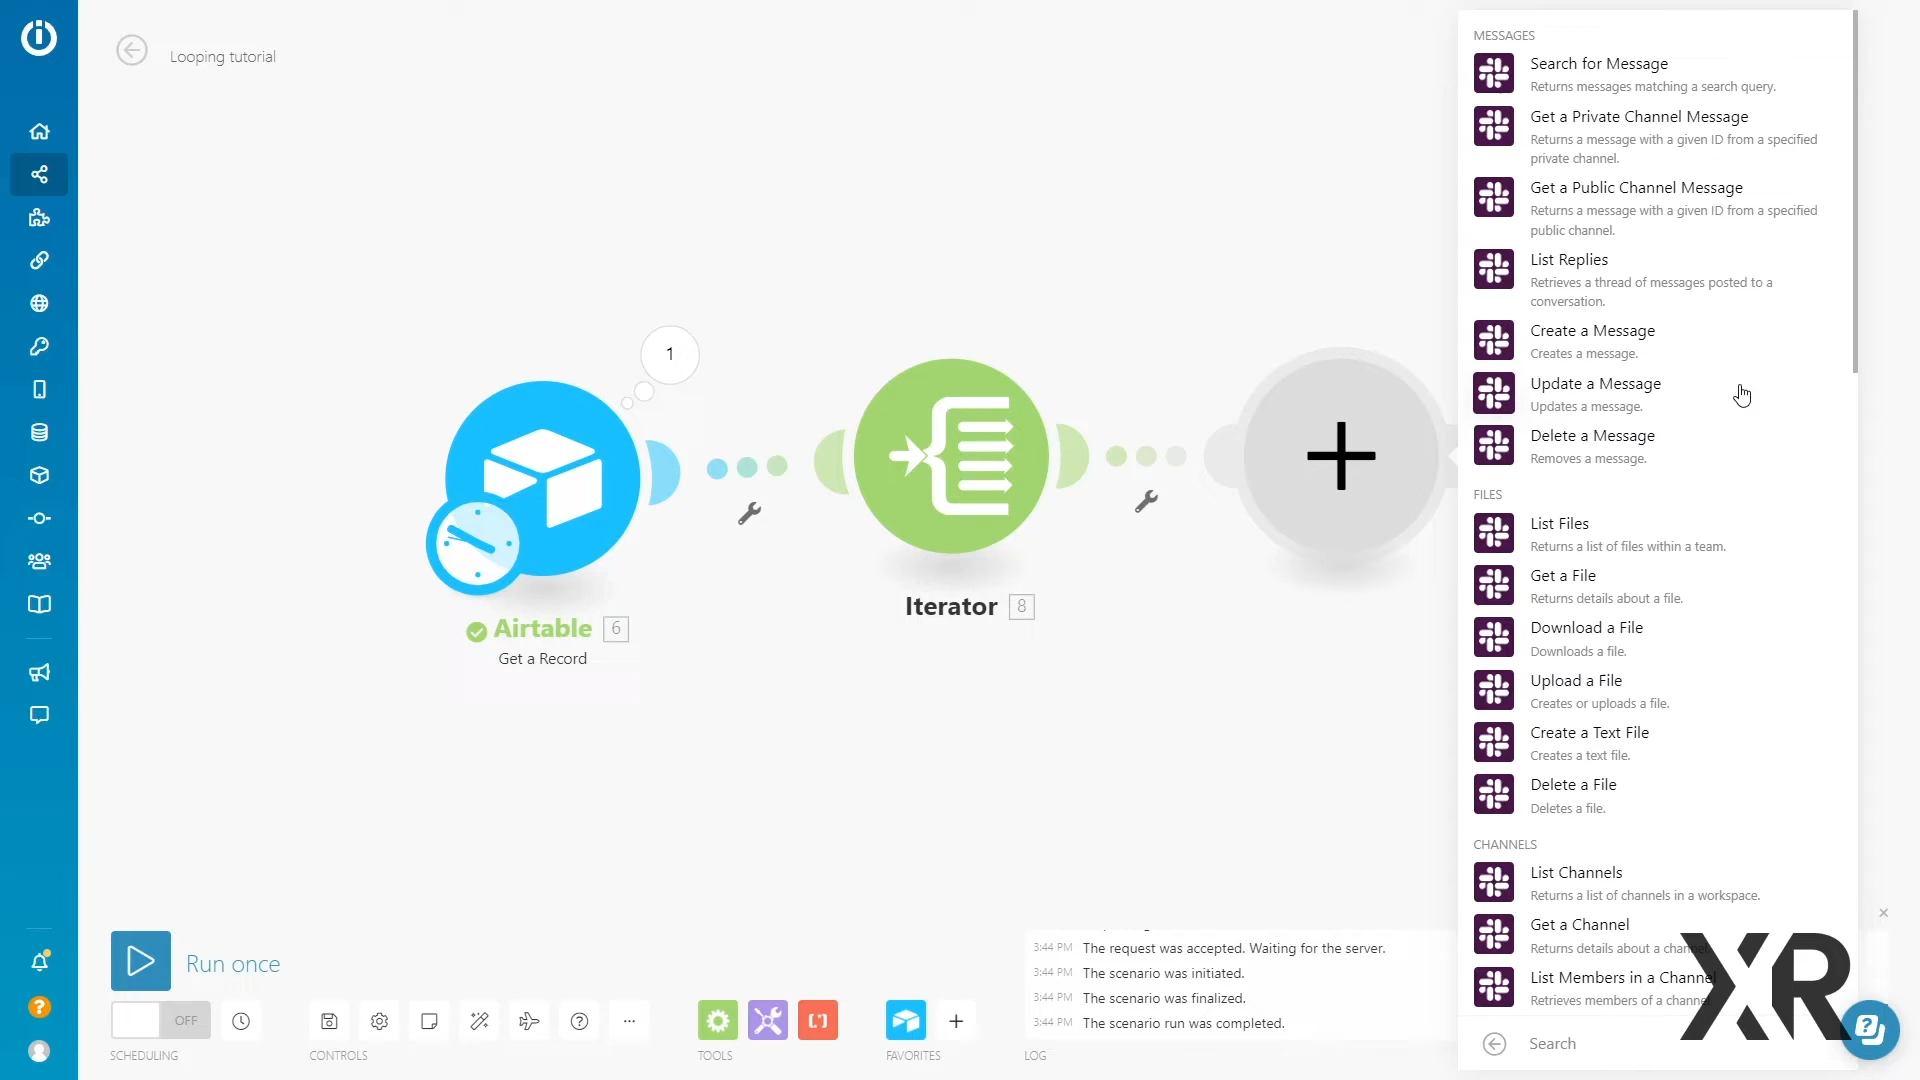 Looping tutorial
1
Airtable 6
Get a Record
Iterator 8
MESSAGES
Search for Message
Returns messages matching a search query.
Get a Private Channel Message
Returns a message with a given ID from a specified
private channel.
Get a Public Channel Message
Returns a message with a given ID from a specified
public channel.
List Replies
Retrieves a thread of messages posted to a
conversation.
Create a Message
Creates a message.
Update a Message
Updates a message.
Delete a Message
Removes a message.
FILES
List Files
Returns a list of files within a team.
Get a File
Returns details about a file.
Download a File
Downloads a file.
Upload a File
Creates or uploads a file.
Create a Text File
Creates a text file.
Delete a File
Deletes a file.
CHANNELS
List Channels
Returns a list of channels in a workspace.
Get a Channel
Returns details about a channel.
List Members in a Channel
Retrieves members of a channel
Search
XR
Run once
OFF
SCHEDULING
CONTROLS
TOOLS
FAVORITES
3:44 PM The request was accepted. Waiting for the server.
3:44 PM The scenario was initiated.
3:44 PM The scenario was finalized.
3:44 PM The scenario run was completed.
LOG